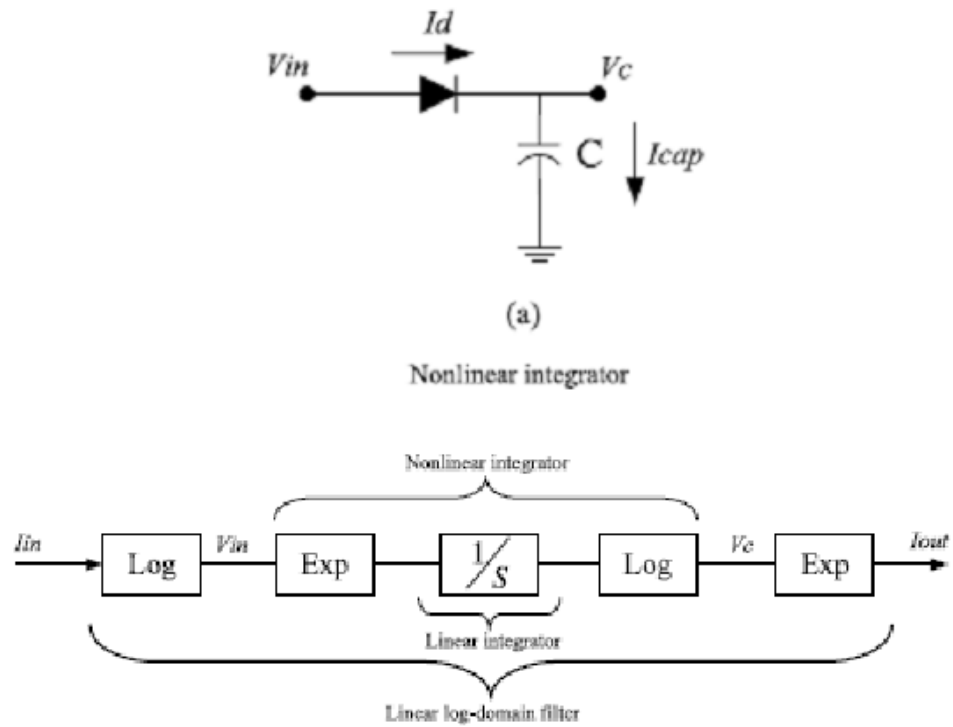 Id
Vin Vc
C Icap
(a)
Nonlinear integrator
Nonlinear integrator
Iin Vin Vc Iout
Log Exp 1/s Log Exp
Linear integrator
Linear log-domain filter